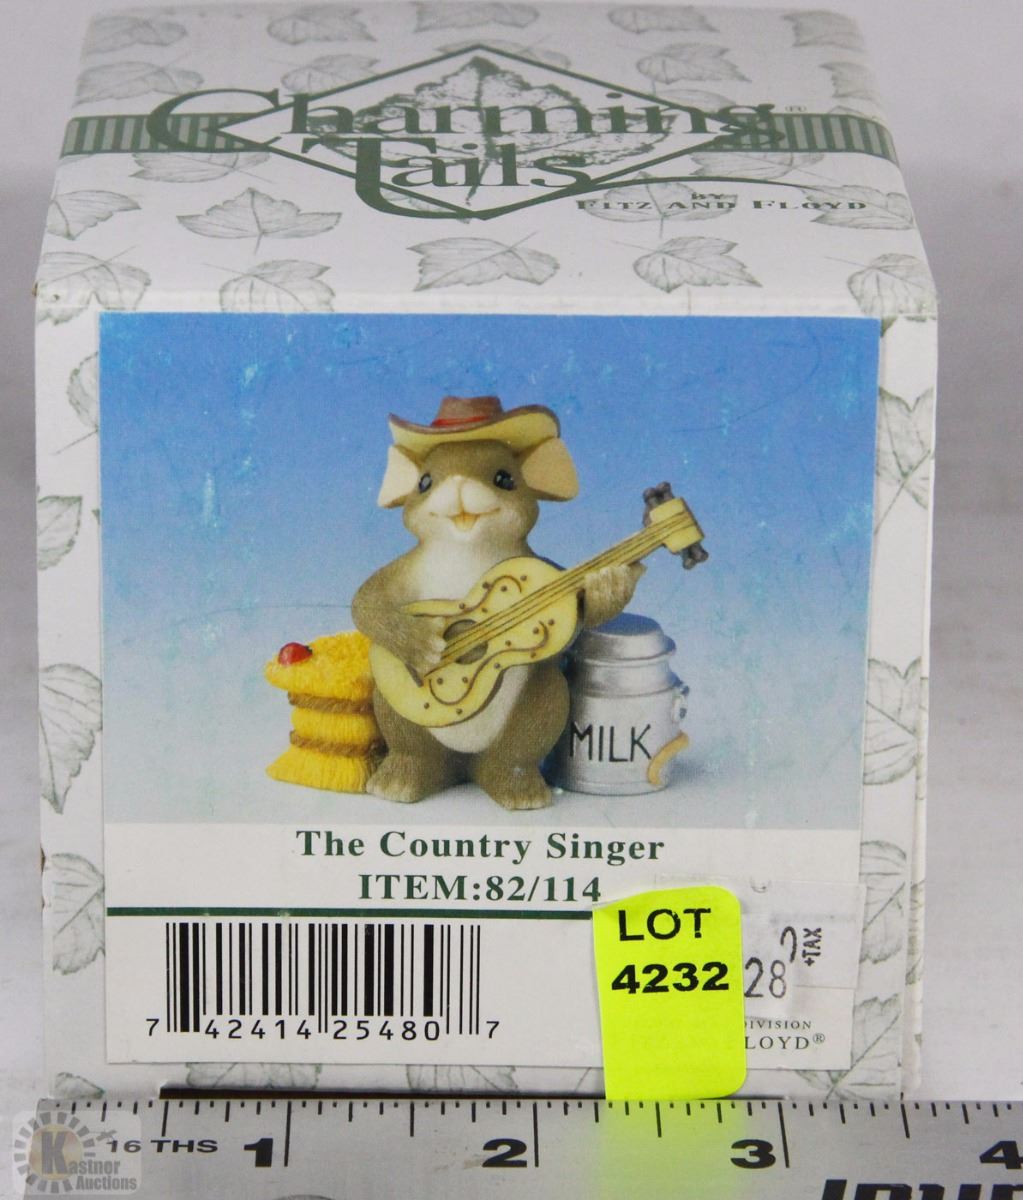 Charming®
Tails
BY
FITZ AND FLOYD
MILK
The Country Singer
ITEM:82/114
LOT
4232
28
+TAX
7 42414 25480 7
DIVISION
LOYD®
16 THS 1 2 3 4
Kastner
Auctions